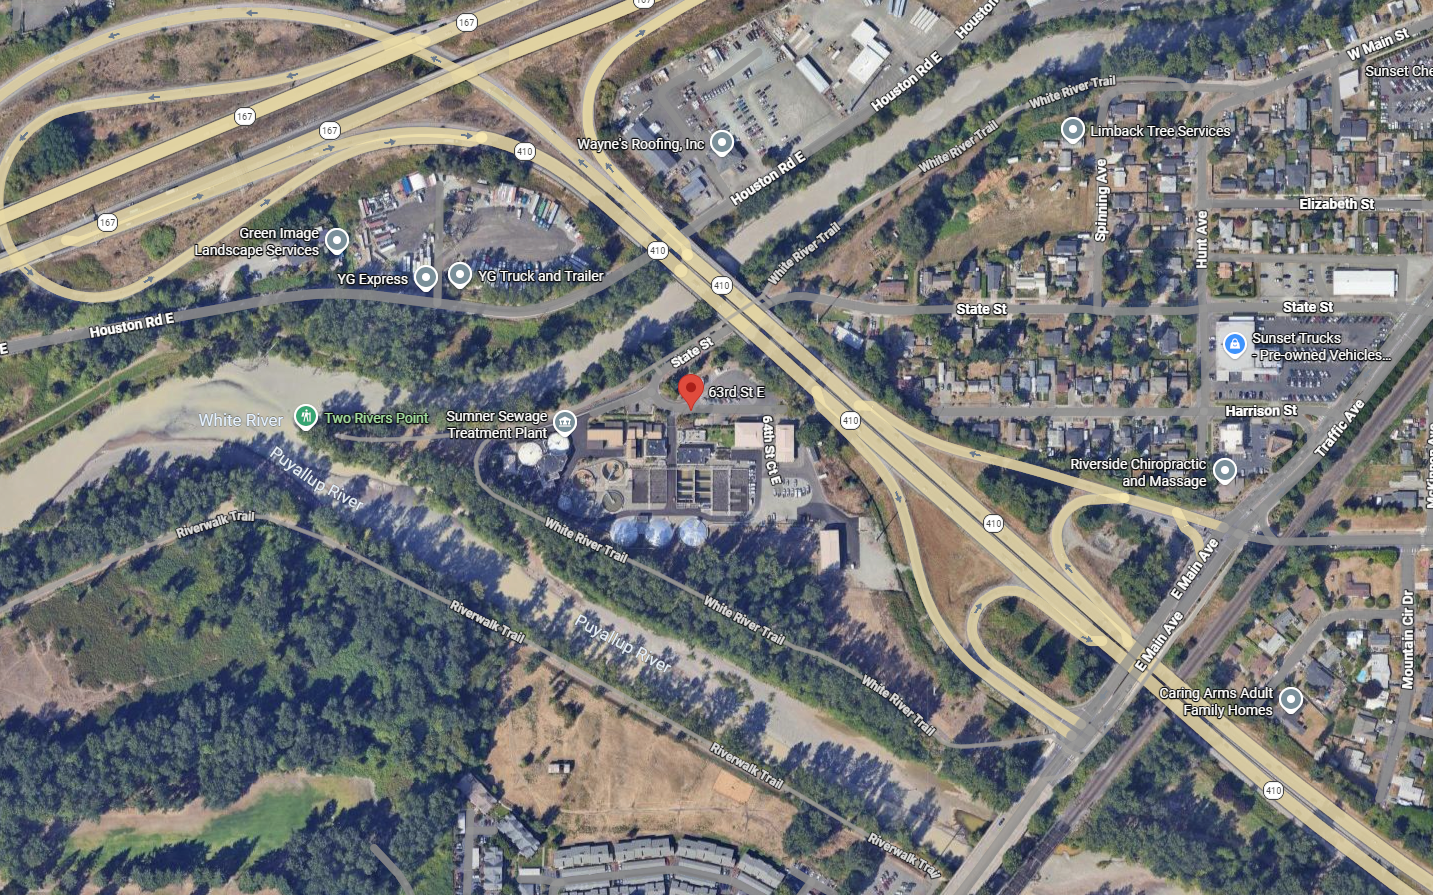 167
167
167
167
167
410
410
410
410
410
410
Houston
Houston Rd E
Houston Rd E
Houston Rd E
E
W Main St
Sunset Che
White River Trail
White River Trail
White River Trail
Limback Tree Services
Wayne's Roofing, Inc
Spinning Ave
Hunt Ave
Elizabeth St
Green Image
Landscape Services
YG Express
YG Truck and Trailer
State St
State St
State St
Sunset Trucks
- Pre-owned Vehicles...
63rd St E
64th St Ct E
Sumner Sewage
Treatment Plant
White River
Two Rivers Point
Harrison St
Traffic Ave
Riverside Chiropractic
and Massage
Puyallup River
Riverwalk Trail
White River Trail
White River Trail
White River Trail
E Main Ave
E Main Ave
Riverwalk Trail
Puyallup River
Mountain Cir Dr
Caring Arms Adult
Family Homes
Riverwalk Trail
Riverwalk Trail